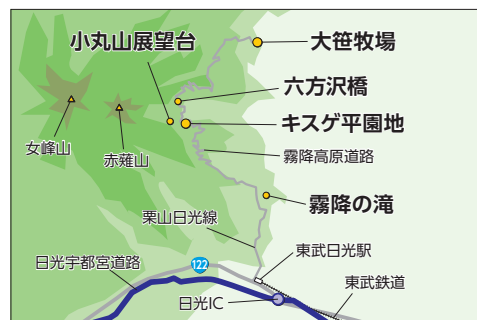 小丸山展望台
大笹牧場
六方沢橋
キスゲ平園地
女峰山
赤薙山
霧降高原道路
霧降の滝
栗山日光線
日光宇都宮道路
122
東武日光駅
日光IC
東武鉄道